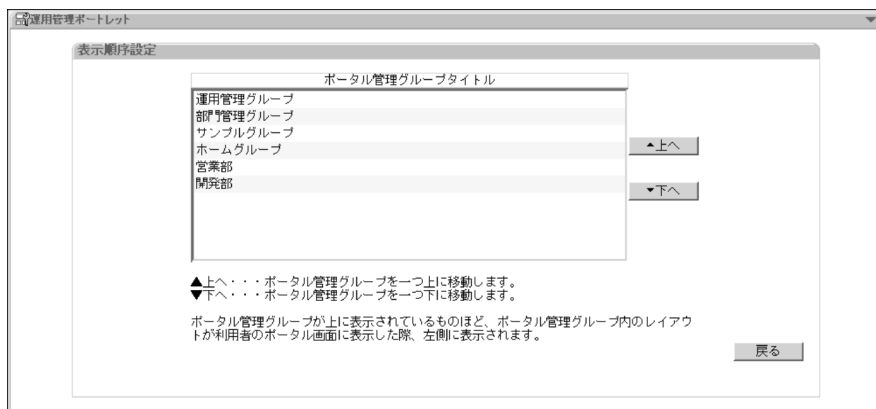 運用管理ポートレット
表示順序設定
ポータル管理グループタイトル
運用管理グループ
部門管理グループ
サンプルグループ
ホームグループ
営業部
開発部
▲上へ
▼下へ
▲上へ・・・ポータル管理グループを一つ上に移動します。
▼下へ・・・ポータル管理グループを一つ下に移動します。
ポータル管理グループが上に表示されているものほど、ポータル管理グループ内のレイアウ
トが利用者のポータル画面に表示した際、左側に表示されます。
戻る